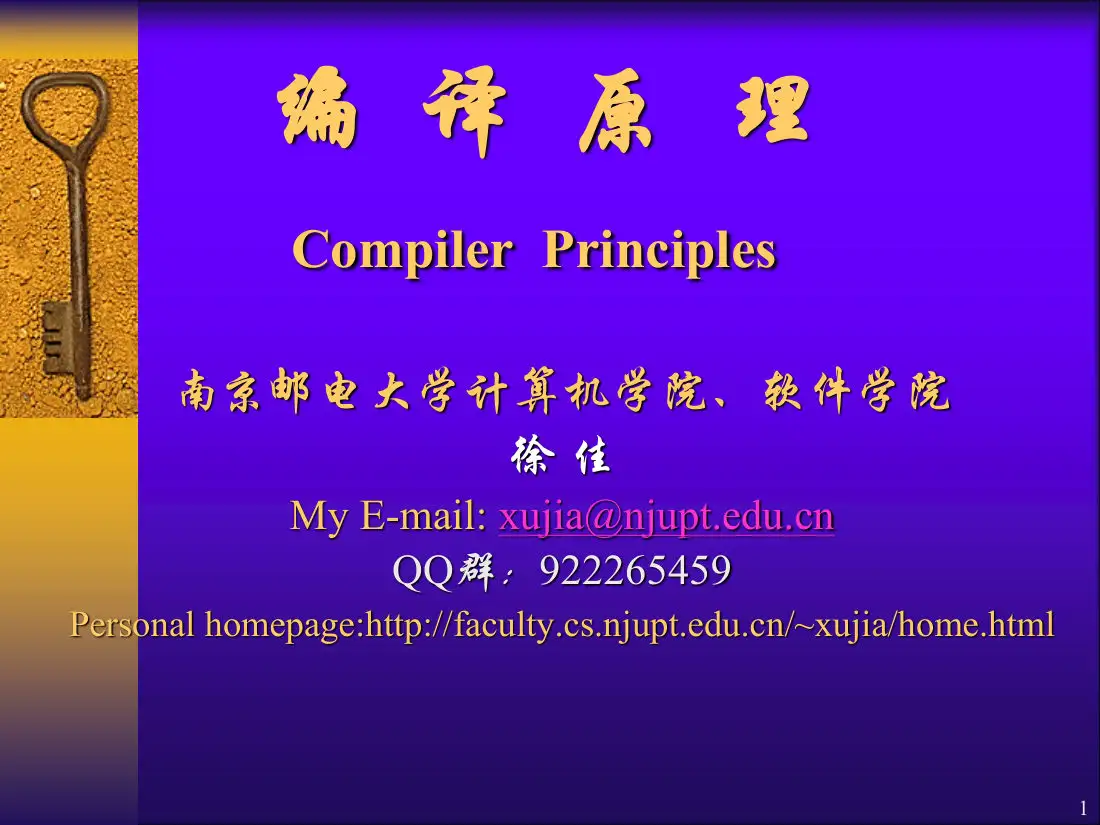 编 译 原 理
Compiler Principles
南京邮电大学计算机学院、软件学院
徐 佳
My E-mail: xujia@njupt.edu.cn
QQ群：922265459
Personal homepage:http://faculty.cs.njupt.edu.cn/~xujia/home.html
1